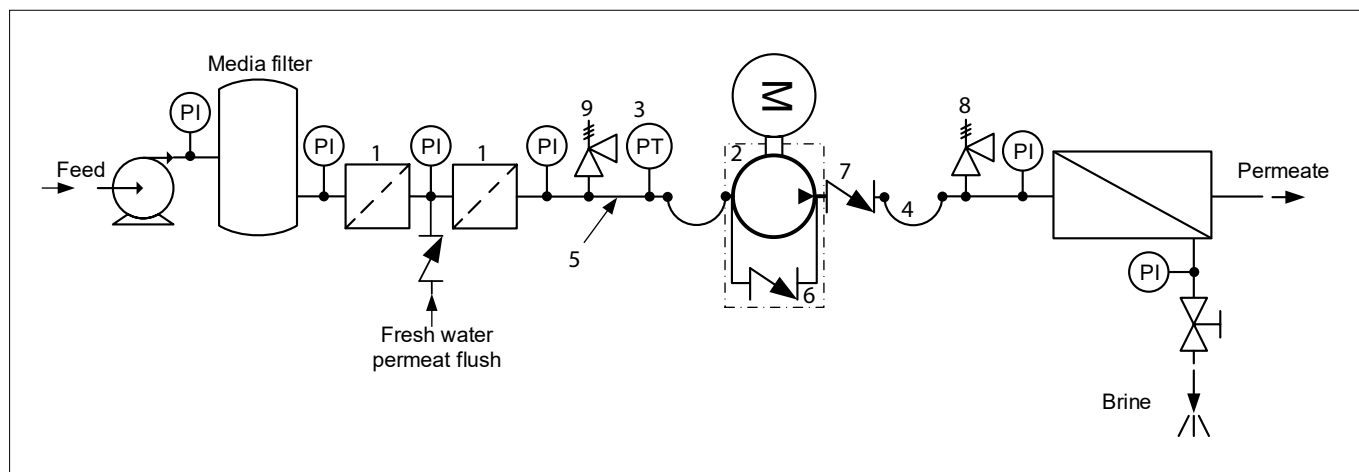 Media filter
PI
Feed
PI
1
PI
1
PI
9
3
PT
5
Fresh water
permeat flush
M
2
6
7
4
8
PI
Permeate
PI
Brine